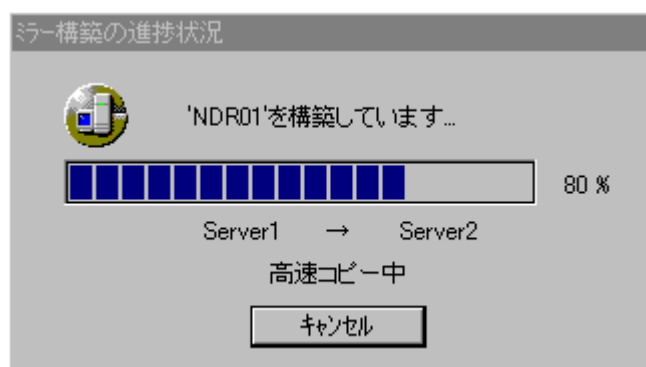 ﾐﾗｰ構築の進捗状況
'NDR01'を構築しています...
80 %
Server1 → Server2
高速コピー中
ｷｬﾝｾﾙ